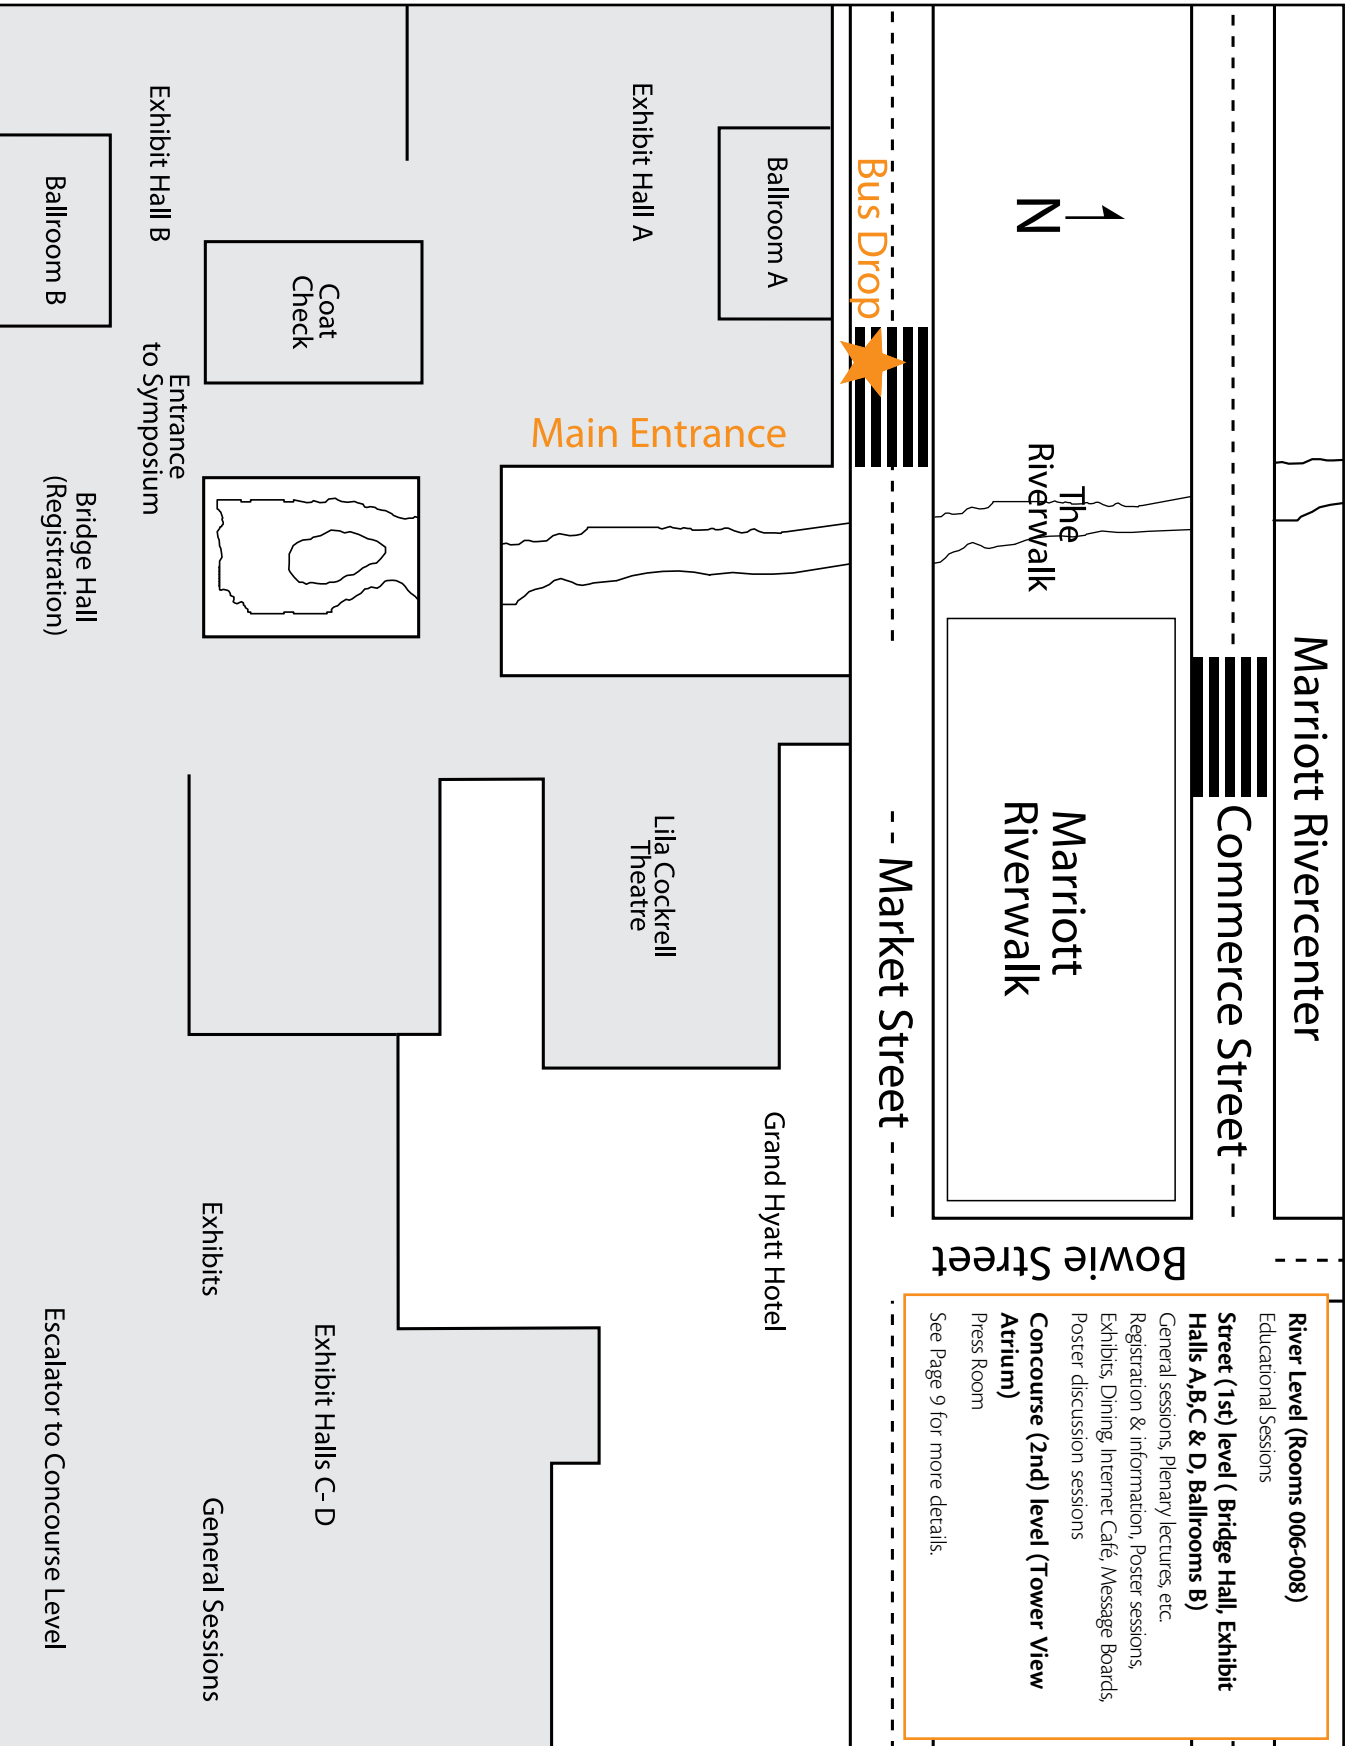 Marriott Rivercenter
Commerce Street
N
The
Riverwalk
Marriott
Riverwalk
Bowie Street
Bus Drop
Market Street
Ballroom A
Exhibit Hall A
Main Entrance
Lila Cockrell
Theatre
Grand Hyatt Hotel
Coat
Check
Exhibit Hall B
Entrance
to Symposium
Ballroom B
Bridge Hall
(Registration)
Exhibits
Exhibit Halls C- D
General Sessions
Escalator to Concourse Level
River Level (Rooms 006-008)
Educational Sessions
Street (1st) level ( Bridge Hall, Exhibit
Halls A,B,C & D, Ballrooms B)
General sessions, Plenary lectures, etc.
Registration & information, Poster sessions,
Exhibits, Dining, Internet Café, Message Boards,
Poster discussion sessions
Concourse (2nd) level (Tower View
Atrium)
Press Room
See Page 9 for more details.